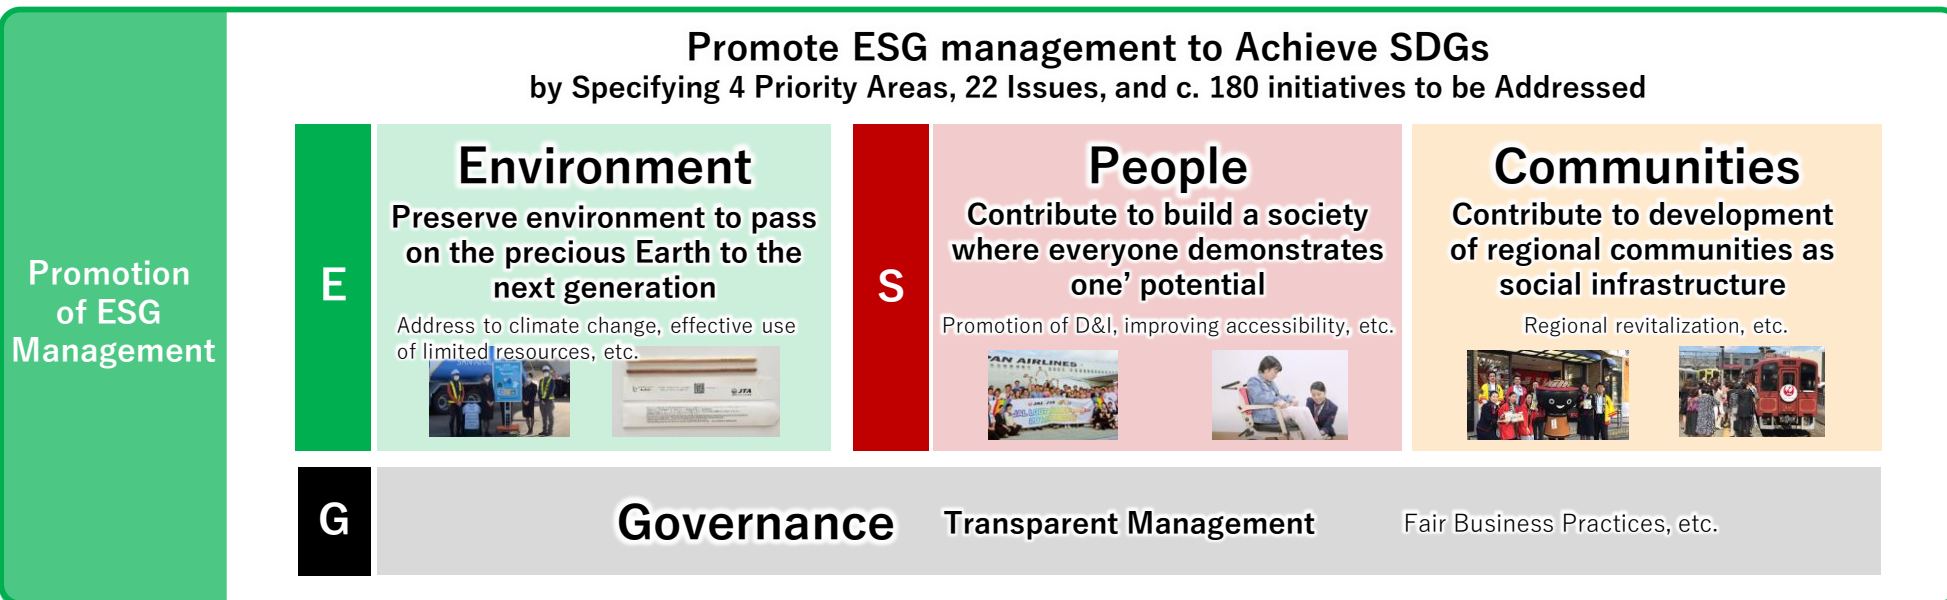 Promotion
of ESG
Management
Promote ESG management to Achieve SDGs
by Specifying 4 Priority Areas, 22 Issues, and c. 180 initiatives to be Addressed
E
Environment
Preserve environment to pass
on the precious Earth to the
next generation
Address to climate change, effective use
of limited resources, etc.
JTA
S
People
Contribute to build a society
where everyone demonstrates
one’ potential
Promotion of D&I, improving accessibility, etc.
AN AIRLINES
Communities
Contribute to development
of regional communities as
social infrastructure
Regional revitalization, etc.
G
Governance
Transparent Management
Fair Business Practices, etc.